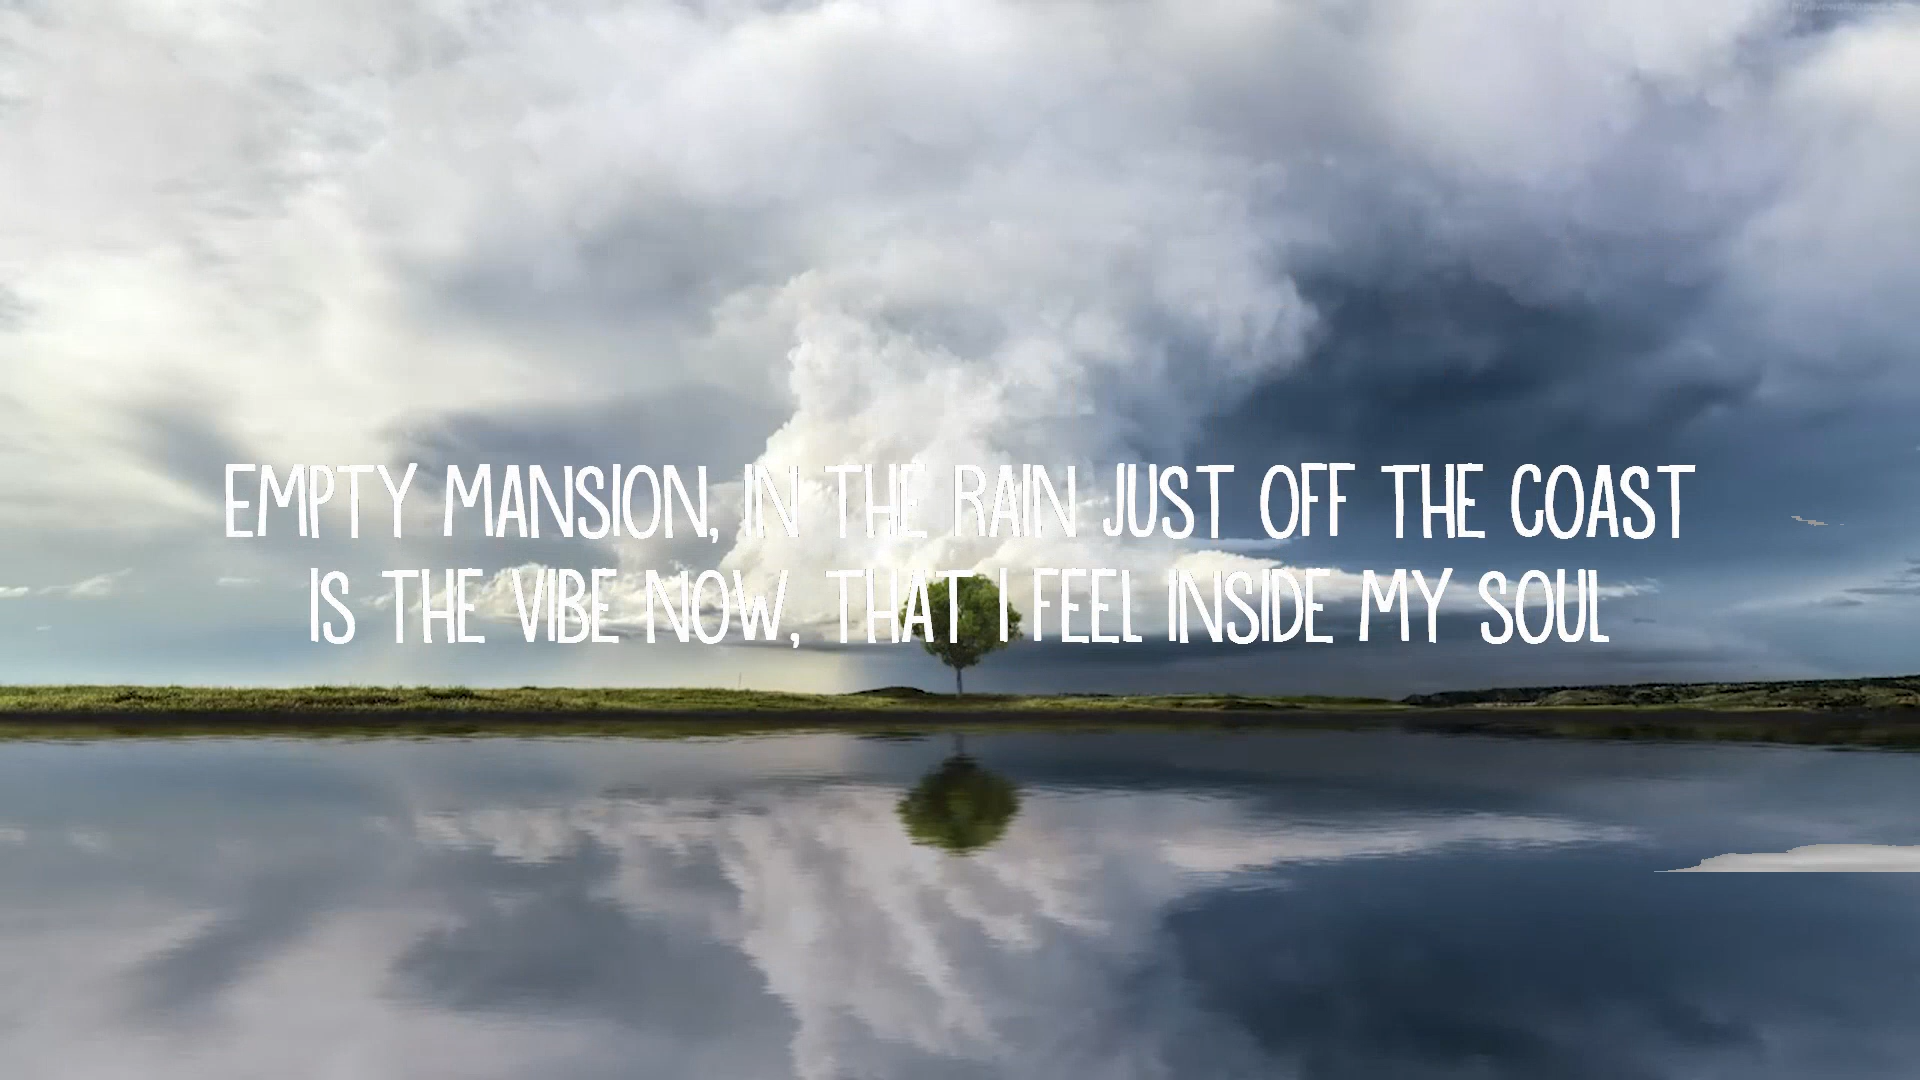 EMPTY MANSION, IN THE RAIN JUST OFF THE COAST
IS THE VIBE NOW, THAT I FEEL INSIDE MY SOUL